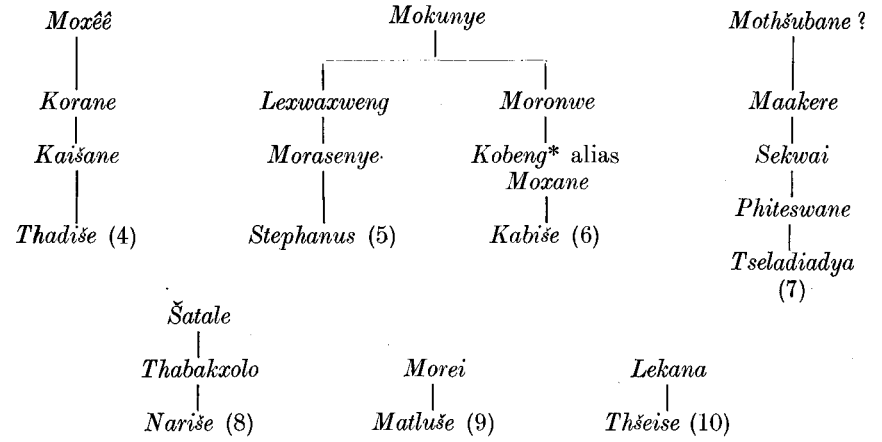 Moxêê Mokunye Mothšubane ?
Korane Lexwaxweng Moronwe Maakere
Kaišane Morasenye Kobeng* alias Sekwai
Moxane
Phiteswane
Thadiše (4) Stephanus (5) Kabiše (6)
Tseladiadya
(7)
Šatale
Thabakxolo Morei Lekana
Nariše (8) Matluše (9) Thšeise (10)